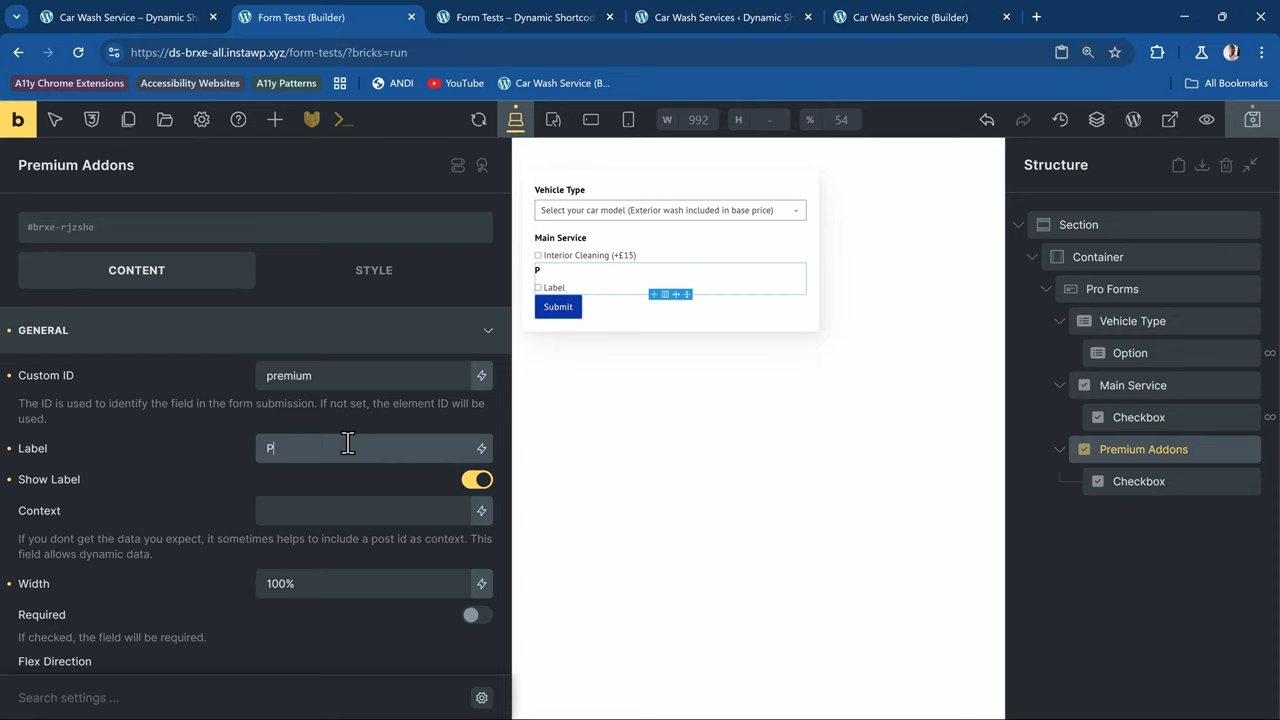 Car Wash Service – Dynamic Sh
Form Tests (Builder)
Form Tests – Dynamic Shortcod
Car Wash Services ‹ Dynamic Sh
Car Wash Service (Builder)
https://ds-brxe-all.instawp.xyz/form-tests/?bricks=run
A11y Chrome Extensions
Accessibility Websites
A11y Patterns
ANDI
YouTube
Car Wash Service (B...
All Bookmarks
b
W 992
H -
% 54
Premium Addons
#brxe-rjzshe
CONTENT
STYLE
GENERAL
Custom ID
premium
The ID is used to identify the field in the form submission. If not set, the element ID will be
used.
Label
P
Show Label
Context
If you dont get the data you expect, it sometimes helps to include a post id as context. This
field allows dynamic data.
Width
100%
Required
If checked, the field will be required.
Flex Direction
Search settings ...
Vehicle Type
Select your car model (Exterior wash included in base price)
Main Service
Interior Cleaning (+£15)
P
Label
Submit
Structure
Section
Container
Pro Forms
Vehicle Type
Option
Main Service
Checkbox
Premium Addons
Checkbox